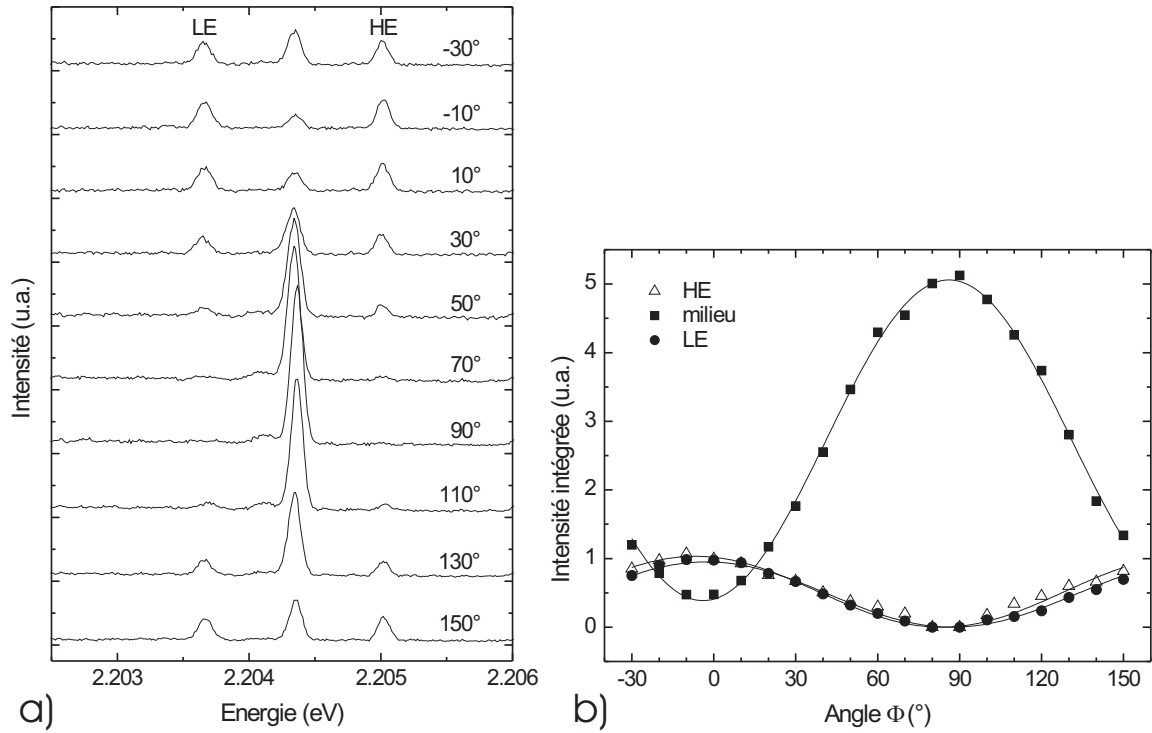 LE HE
-30°
-10°
10°
30°
50°
70°
90°
110°
130°
150°
Intensité (u.a.)
2.203 2.204 2.205 2.206
Energie (eV)
a)
HE
milieu
LE
5
4
3
2
1
0
Intensité intégrée (u.a.)
-30 0 30 60 90 120 150
Angle Φ (°)
b)